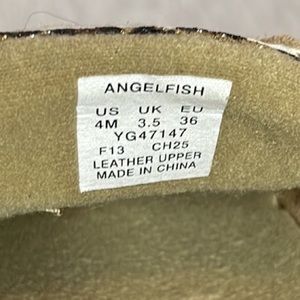 ANGELFISH
US UK EU
4M 3.5 36
YG47147
F13 CH25
LEATHER UPPER
MADE IN CHINA